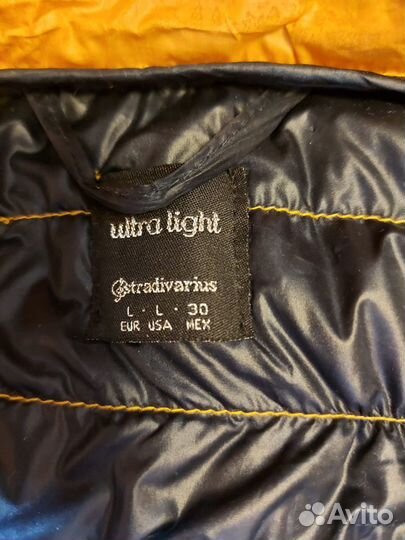 ultra light
stradivarius
L · L · 30
EUR USA MEX
Avito